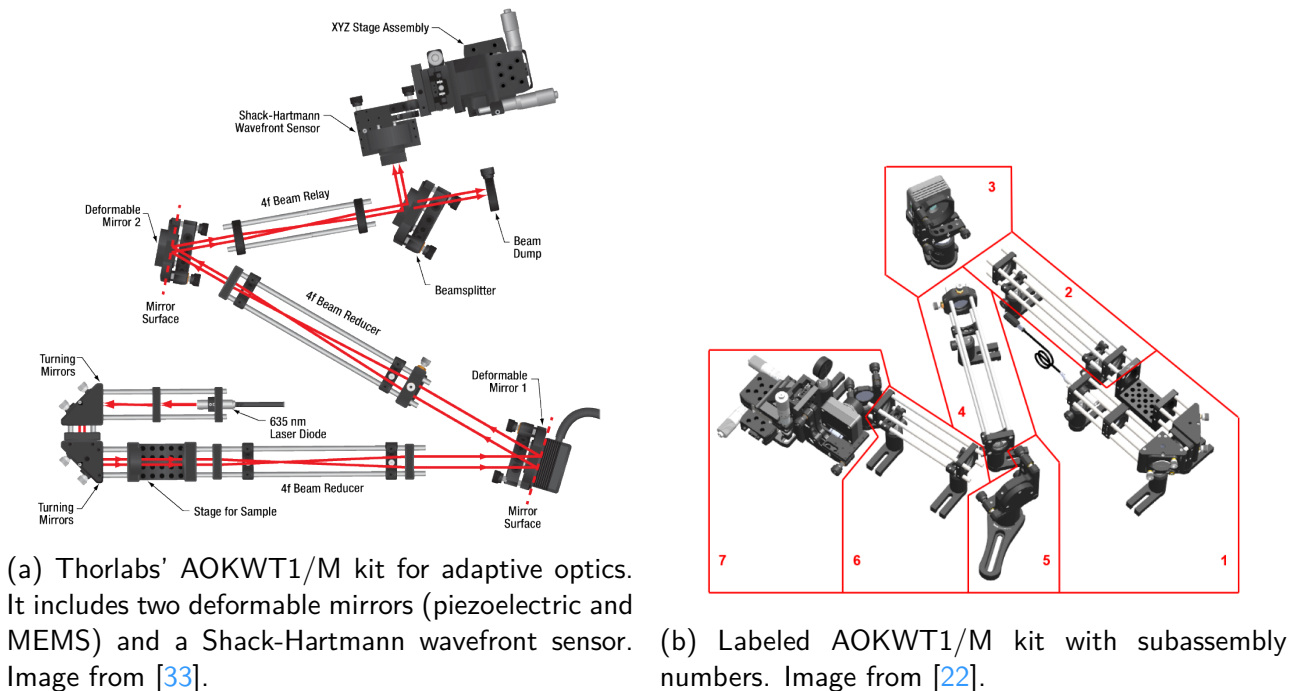 XYZ Stage Assembly
Shack-Hartmann
Wavefront Sensor
4f Beam Relay
Deformable
Mirror 2
Beam
Dump
Beamsplitter
Mirror
Surface
4f Beam Reducer
Turning
Mirrors
Deformable
Mirror 1
635 nm
Laser Diode
4f Beam Reducer
Turning
Mirrors
Stage for Sample
Mirror
Surface
(a) Thorlabs' AOKWT1/M kit for adaptive optics.
It includes two deformable mirrors (piezoelectric and
MEMS) and a Shack-Hartmann wavefront sensor.
Image from [33].
3
2
4
7
6
5
1
(b) Labeled AOKWT1/M kit with subassembly
numbers. Image from [22].